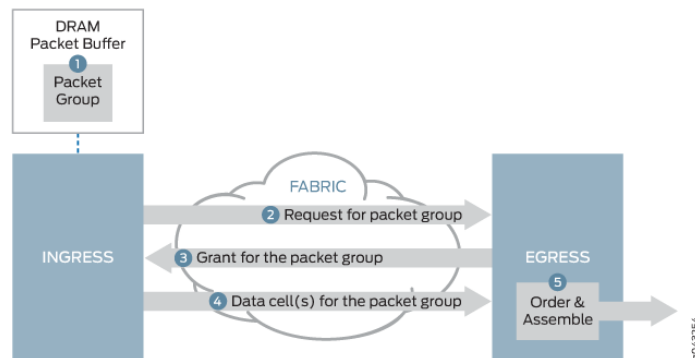 DRAM
Packet Buffer
1
Packet
Group
FABRIC
2 Request for packet group
INGRESS
3 Grant for the packet group
EGRESS
4 Data cell(s) for the packet group
5
Order &
Assemble